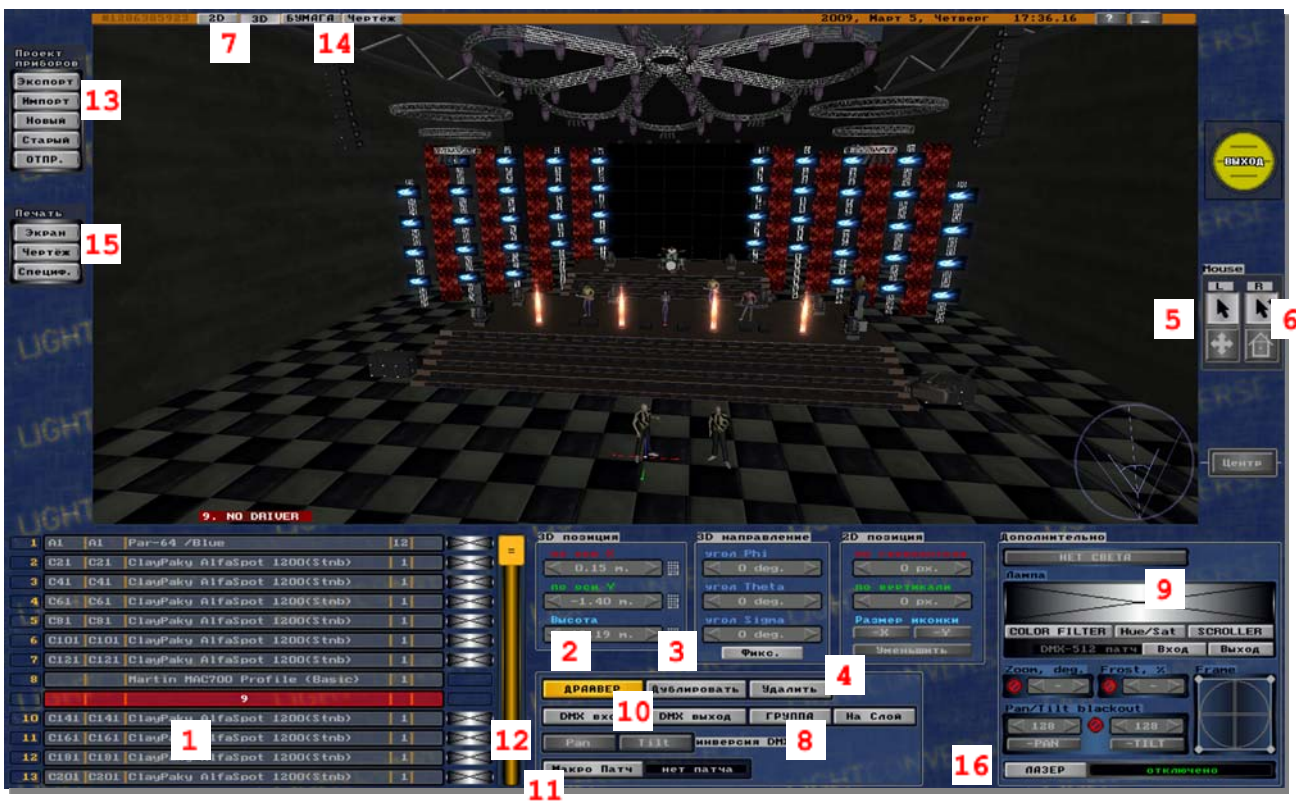 #1286385923 2D 3D БУМАГА Чертёж 2009, Март 5, Четверг 17:36.16 ? _
7 14
Проект
приборов
Экспорт
Импорт
13
Новый
Старый
ОТПР.
Печать
Экран
Чертёж
15
Специф.
ВЫХОД
Mouse
L R
5 6
Центр
9. NO DRIVER
1 A1 A1 Par-64 /Blue 12
2 C21 C21 ClayPaky AlfaSpot 1200(Stnb) 1
3 C41 C41 ClayPaky AlfaSpot 1200(Stnb) 1
4 C61 C61 ClayPaky AlfaSpot 1200(Stnb) 1
5 C81 C81 ClayPaky AlfaSpot 1200(Stnb) 1
6 C101 C101 ClayPaky AlfaSpot 1200(Stnb) 1
7 C121 C121 ClayPaky AlfaSpot 1200(Stnb) 1
8 Martin MAC700 Profile (Basic) 1
9
10 C141 C141 ClayPaky AlfaSpot 1200(Stnb) 1
11 C161 C161 ClayPaky AlfaSpot 1200(Stnb) 1
12 C181 C181 ClayPaky AlfaSpot 1200(Stnb) 1
13 C201 C201 ClayPaky AlfaSpot 1200(Stnb) 1
1
12
=
3D позиция
0.15 м.
по оси Y
-1.40 м.
Высота
19 м.
2
3D направление
угол Phi
0 deg.
угол Theta
0 deg.
угол Sigma
0 deg.
Фикс.
3
2D позиция
0 px.
по вертикали
0 px.
Размер иконки
-X -Y
Уменьшить
4
ДРАЙВЕР Дублировать Удалить
10
DMX вхо DMX выход ГРУППА На Слой
Pan Tilt инверсия DMX
8
Макро Патч нет патча
11
Дополнительно
НЕТ СВЕТА
Лампа
9
COLOR FILTER Hue/Sat SCROLLER
DMX-512 патч Вход Выход
Zoom, deg. Frost, % Frame
- -
Pan/Tilt blackout
128 128
-PAN -TILT
16
ЛАЗЕР отключено